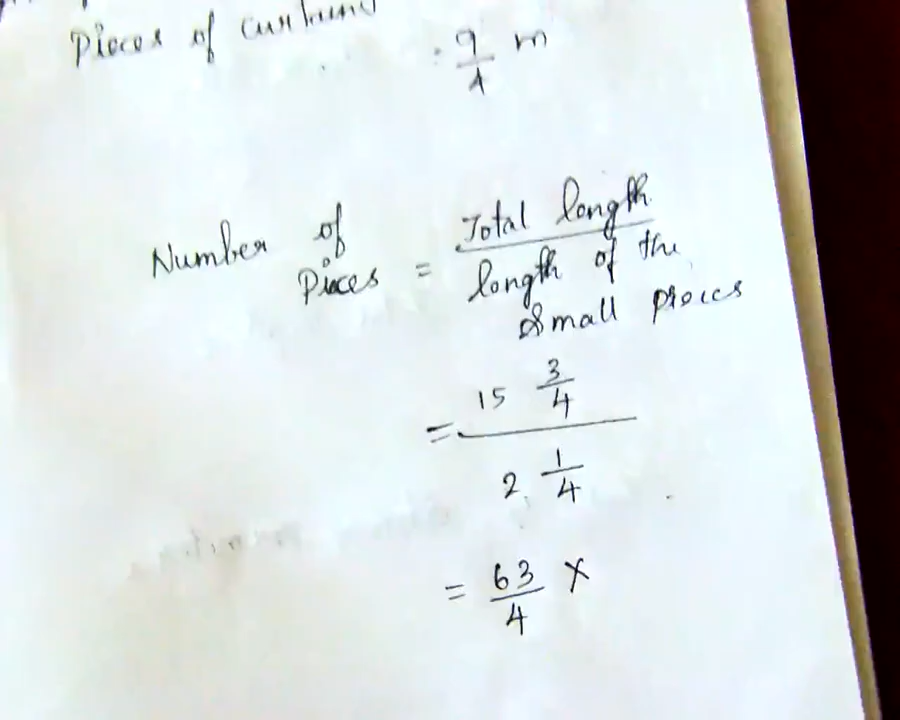 Pieces of
9/4 m
Number of Pieces = Total length / length of the Small pieces
= 15 3/4 / 2 1/4
= 63/4 ×